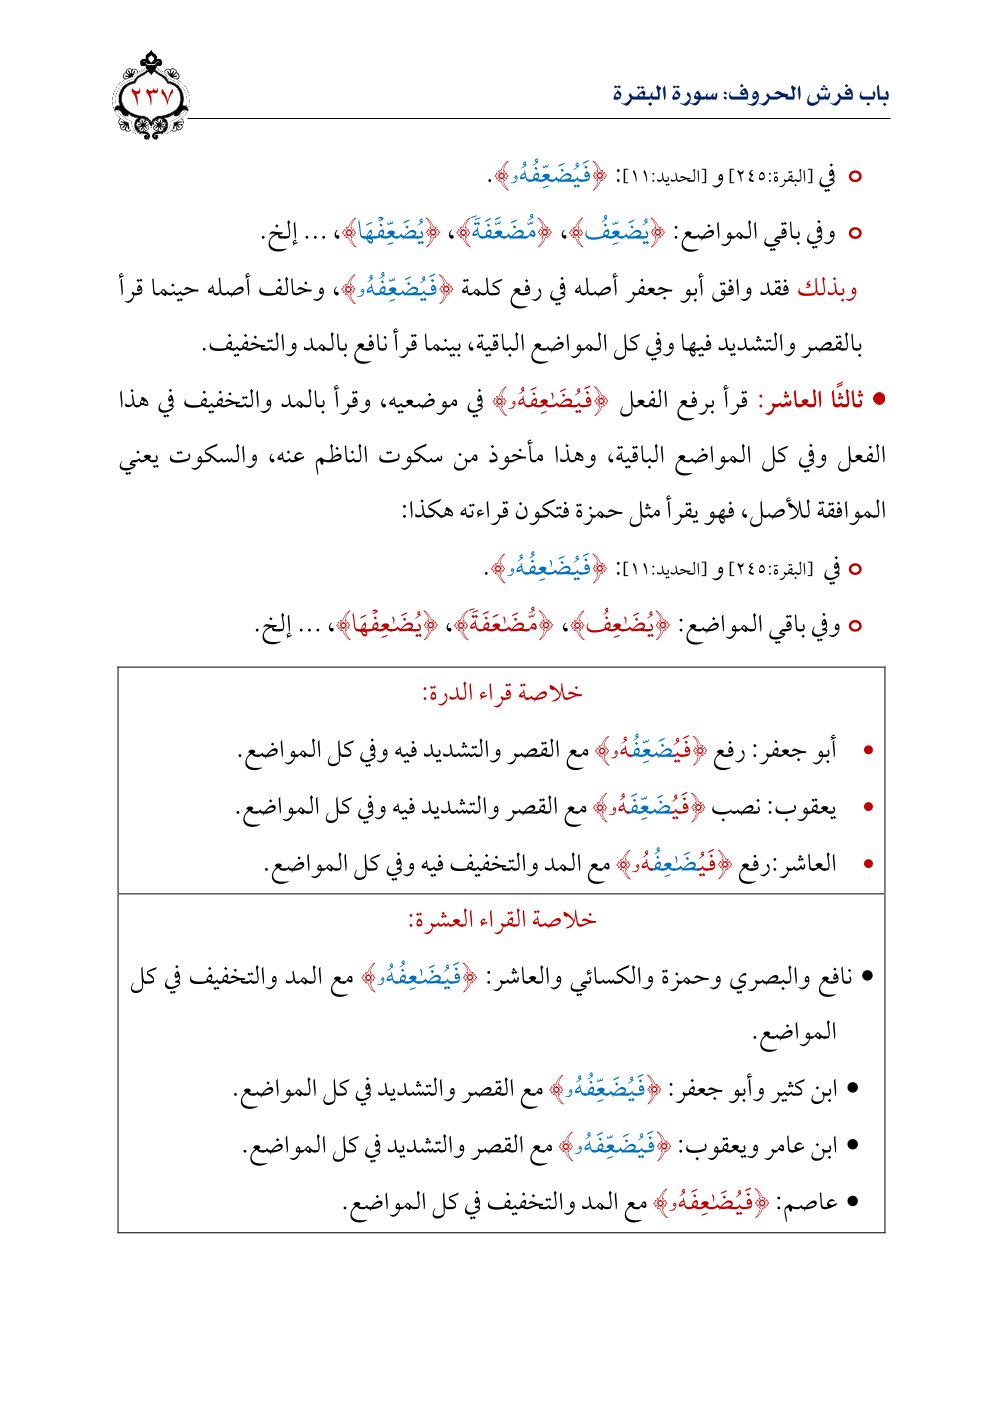 باب فرش الحروف: سورة البقرة
٢٣٧
في [البقرة:٢٤٥] و [الحديد:١١]: ﴿فَيُضَعِّفُهُۥ﴾.
وفي باقي المواضع: ﴿يُضَعِّفُ﴾، ﴿مُّضَعَّفَةٗ﴾، ﴿يُضَعِّفْهَا﴾، ... إلخ.
وبذلك فقد وافق أبو جعفر أصله في رفع كلمة ﴿فَيُضَعِّفُهُۥ﴾، وخالف أصله حينما قرأ
بالقصر والتشديد فيها وفي كل المواضع الباقية، بينما قرأ نافع بالمد والتخفيف.
• ثالثًا العاشر: قرأ برفع الفعل ﴿فَيُضَٰعِفَهُۥ﴾ في موضعيه، وقرأ بالمد والتخفيف في هذا
الفعل وفي كل المواضع الباقية، وهذا مأخوذ من سكوت الناظم عنه، والسكوت يعني
الموافقة للأصل، فهو يقرأ مثل حمزة فتكون قراءته هكذا:
في [البقرة:٢٤٥] و [الحديد:١١]: ﴿فَيُضَٰعِفُهُۥ﴾.
وفي باقي المواضع: ﴿يُضَٰعِفُ﴾، ﴿مُّضَٰعَفَةٗ﴾، ﴿يُضَٰعِفْهَا﴾، ... إلخ.
خلاصة قراء الدرة:
• أبو جعفر: رفع ﴿فَيُضَعِّفُهُۥ﴾ مع القصر والتشديد فيه وفي كل المواضع.
• يعقوب: نصب ﴿فَيُضَعِّفَهُۥ﴾ مع القصر والتشديد فيه وفي كل المواضع.
• العاشر:رفع ﴿فَيُضَٰعِفُهُۥ﴾ مع المد والتخفيف فيه وفي كل المواضع.
خلاصة القراء العشرة:
• نافع والبصري وحمزة والكسائي والعاشر: ﴿فَيُضَٰعِفُهُۥ﴾ مع المد والتخفيف في كل
المواضع.
• ابن كثير وأبو جعفر: ﴿فَيُضَعِّفُهُۥ﴾ مع القصر والتشديد في كل المواضع.
• ابن عامر ويعقوب: ﴿فَيُضَعِّفَهُۥ﴾ مع القصر والتشديد في كل المواضع.
• عاصم: ﴿فَيُضَٰعِفَهُۥ﴾ مع المد والتخفيف في كل المواضع.